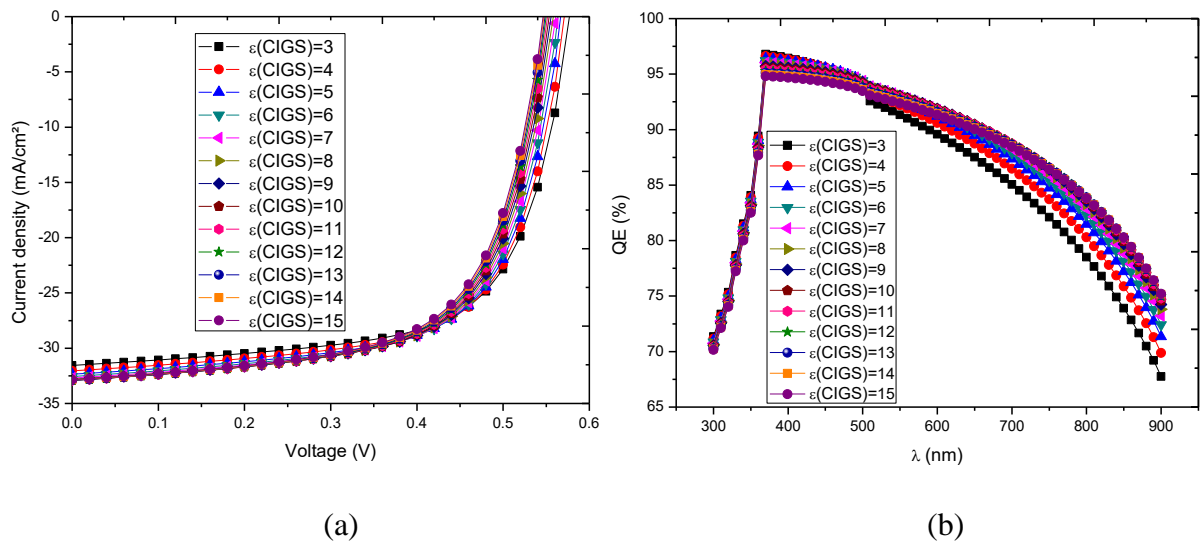 0
-5
-10
-15
-20
-25
-30
-35
Current density (mA/cm²)
ε(CIGS)=3
ε(CIGS)=4
ε(CIGS)=5
ε(CIGS)=6
ε(CIGS)=7
ε(CIGS)=8
ε(CIGS)=9
ε(CIGS)=10
ε(CIGS)=11
ε(CIGS)=12
ε(CIGS)=13
ε(CIGS)=14
ε(CIGS)=15
0.0 0.1 0.2 0.3 0.4 0.5 0.6
Voltage (V)
(a)
100
95
90
85
80
75
70
65
QE (%)
ε(CIGS)=3
ε(CIGS)=4
ε(CIGS)=5
ε(CIGS)=6
ε(CIGS)=7
ε(CIGS)=8
ε(CIGS)=9
ε(CIGS)=10
ε(CIGS)=11
ε(CIGS)=12
ε(CIGS)=13
ε(CIGS)=14
ε(CIGS)=15
300 400 500 600 700 800 900
λ (nm)
(b)